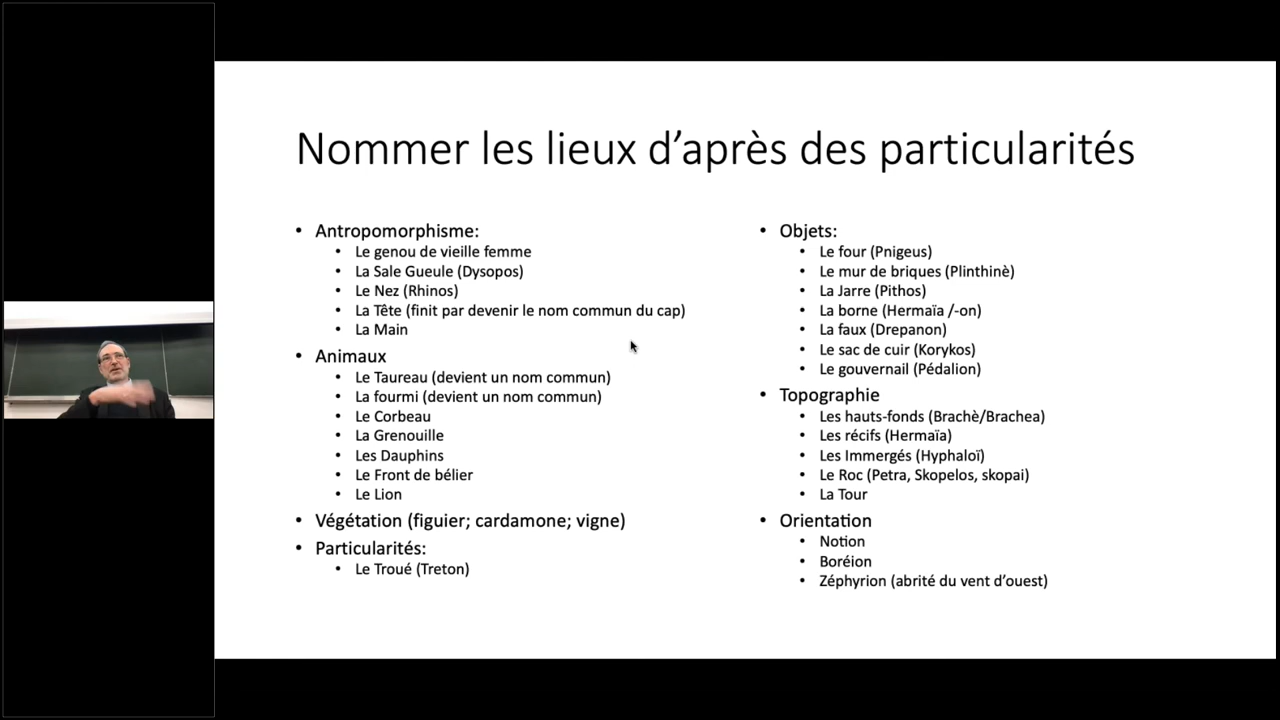 Nommer les lieux d’après des particularités
• Antropomorphisme:
• Le genou de vieille femme
• La Sale Gueule (Dysopos)
• Le Nez (Rhinos)
• La Tête (finit par devenir le nom commun du cap)
• La Main
• Animaux
• Le Taureau (devient un nom commun)
• La fourmi (devient un nom commun)
• Le Corbeau
• La Grenouille
• Les Dauphins
• Le Front de bélier
• Le Lion
• Végétation (figuier; cardamone; vigne)
• Particularités:
• Le Troué (Treton)
• Objets:
• Le four (Pnigeus)
• Le mur de briques (Plinthinè)
• La Jarre (Pithos)
• La borne (Hermaïa /-on)
• La faux (Drepanon)
• Le sac de cuir (Korykos)
• Le gouvernail (Pédalion)
• Topographie
• Les hauts-fonds (Brachè/Brachea)
• Les récifs (Hermaïa)
• Les Immergés (Hyphaloï)
• Le Roc (Petra, Skopelos, skopai)
• La Tour
• Orientation
• Notion
• Boréion
• Zéphyrion (abrité du vent d’ouest)